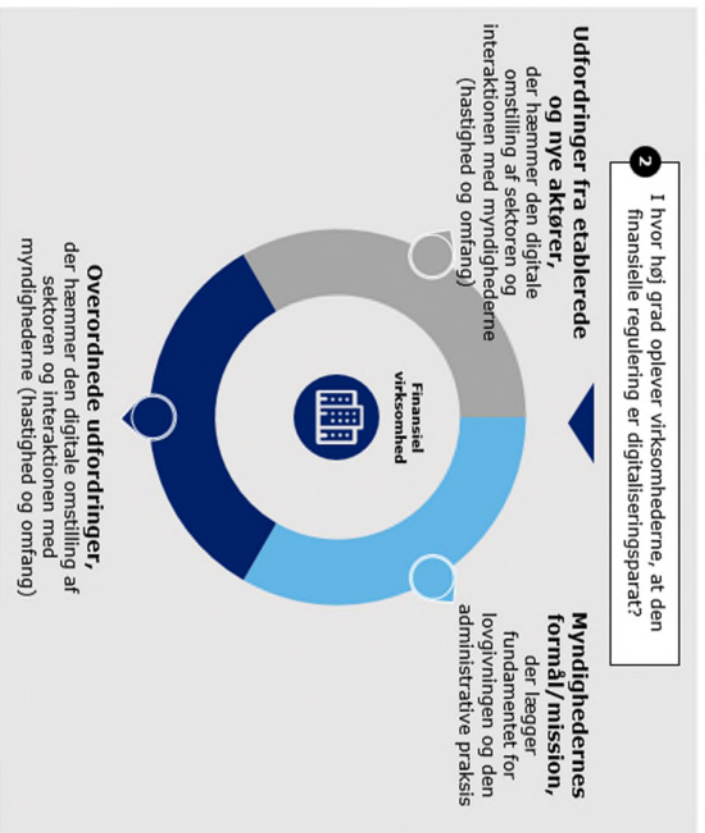 2
I hvor høj grad oplever virksomhederne, at den
finansielle regulering er digitaliseringsparat?
Udfordringer fra etablerede
og nye aktører,
der hæmmer den digitale
omstilling af sektoren og
interaktionen med myndighederne
(hastighed og omfang)
Myndighedernes
formål/mission,
der lægger
fundamentet for
lovgivningen og den
administrative praksis
Finansiel
virksomhed
Overordnede udfordringer,
der hæmmer den digitale omstilling af
sektoren og interaktionen med
myndighederne (hastighed og omfang)